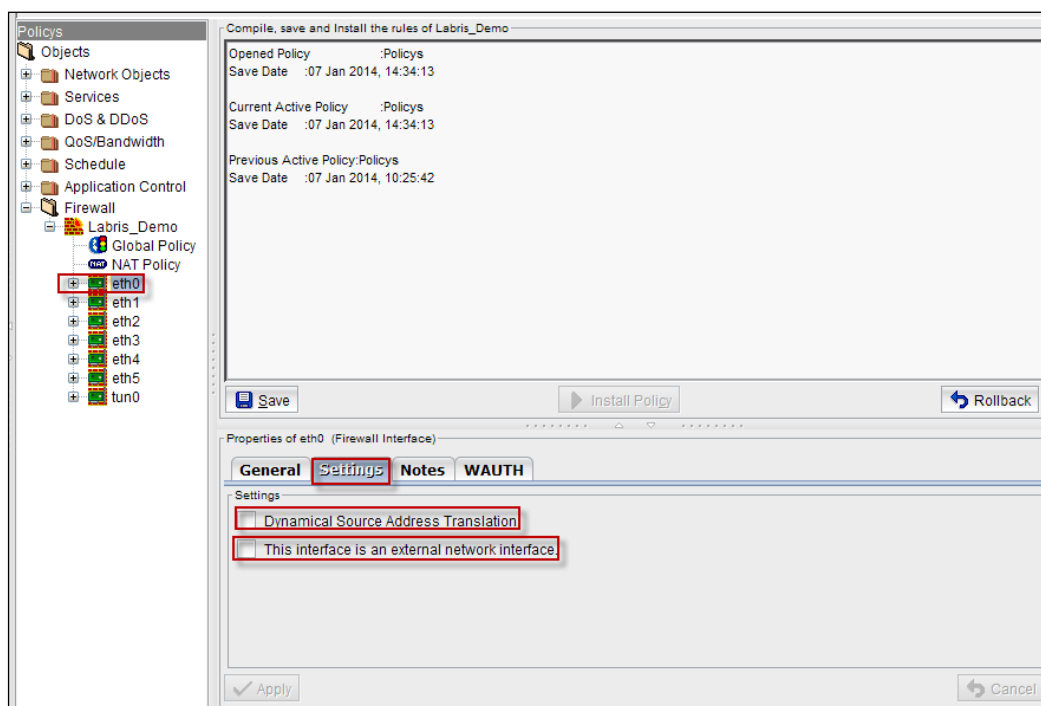 Policys
Objects
Network Objects
Services
DoS & DDoS
QoS/Bandwidth
Schedule
Application Control
Firewall
Labris_Demo
Global Policy
NAT NAT Policy
eth0
eth1
eth2
eth3
eth4
eth5
tun0
Compile, save and Install the rules of Labris_Demo
Opened Policy :Policys
Save Date :07 Jan 2014, 14:34:13
Current Active Policy :Policys
Save Date :07 Jan 2014, 14:34:13
Previous Active Policy:Policys
Save Date :07 Jan 2014, 10:25:42
Save Install Policy Rollback
Properties of eth0 (Firewall Interface)
General Settings Notes WAUTH
Settings
Dynamical Source Address Translation
This interface is an external network interface.
Apply Cancel